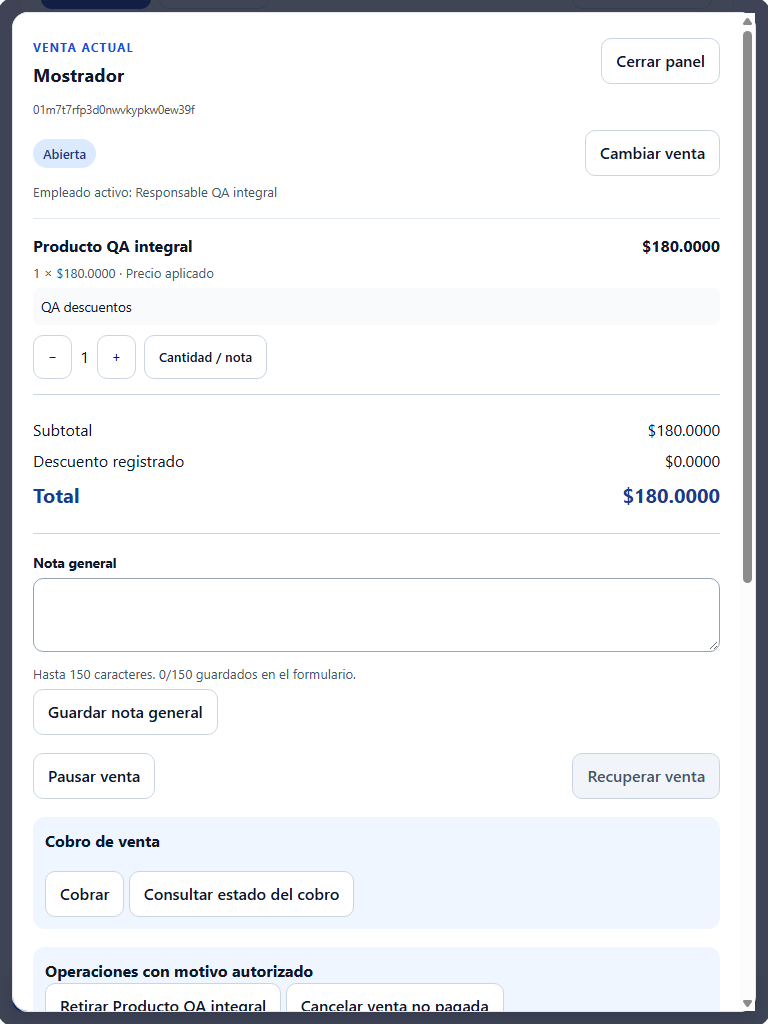 VENTA ACTUAL
Mostrador
Cerrar panel
01m7t7rfp3d0nwvkypkw0ew39f
Abierta
Cambiar venta
Empleado activo: Responsable QA integral
Producto QA integral $180.0000
1 × $180.0000 · Precio aplicado
QA descuentos
− 1 + Cantidad / nota
Subtotal $180.0000
Descuento registrado $0.0000
Total $180.0000
Nota general
Hasta 150 caracteres. 0/150 guardados en el formulario.
Guardar nota general
Pausar venta Recuperar venta
Cobro de venta
Cobrar Consultar estado del cobro
Operaciones con motivo autorizado
Retirar Producto QA integral Cancelar venta no pagada